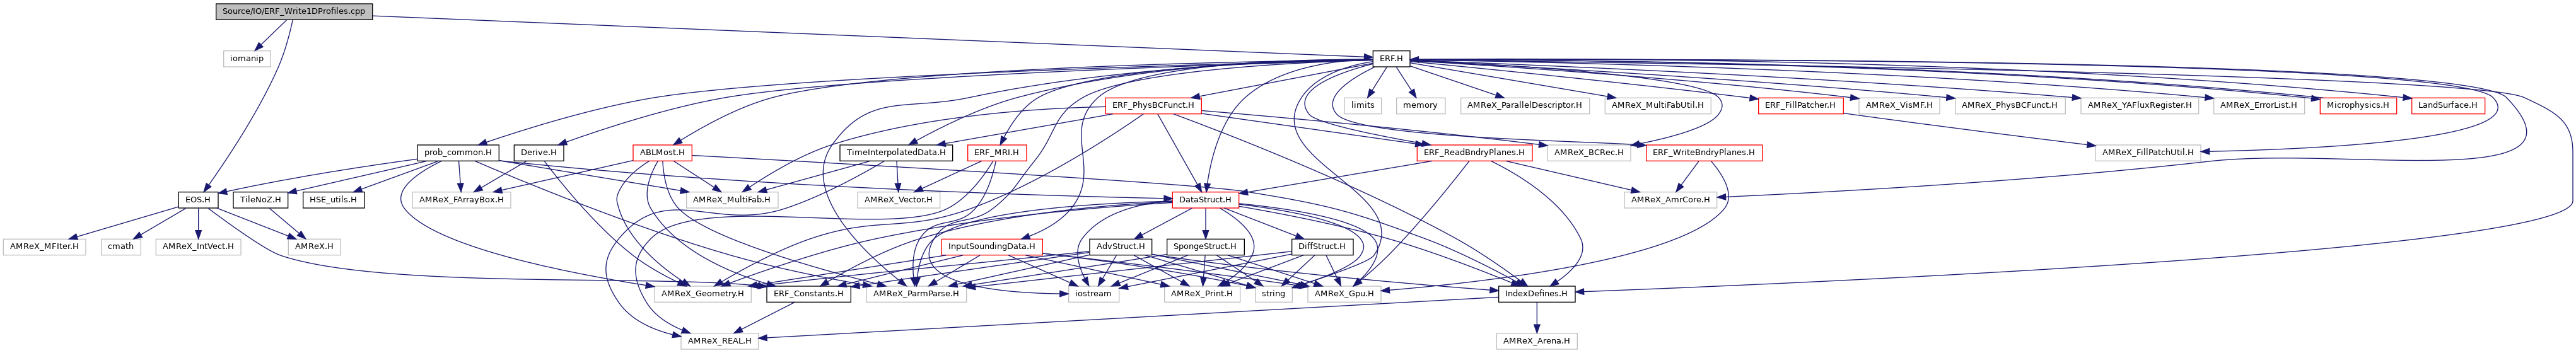 Source/IO/ERF_Write1DProfiles.cpp
iomanip
ERF.H
ERF_PhysBCFunct.H
limits
memory
AMReX_ParallelDescriptor.H
AMReX_MultiFabUtil.H
ERF_FillPatcher.H
AMReX_VisMF.H
AMReX_PhysBCFunct.H
AMReX_YAFluxRegister.H
AMReX_ErrorList.H
Microphysics.H
LandSurface.H
prob_common.H
Derive.H
ABLMost.H
TimeInterpolatedData.H
ERF_MRI.H
ERF_ReadBndryPlanes.H
AMReX_BCRec.H
ERF_WriteBndryPlanes.H
AMReX_FillPatchUtil.H
EOS.H
TileNoZ.H
HSE_utils.H
AMReX_FArrayBox.H
AMReX_MultiFab.H
AMReX_Vector.H
DataStruct.H
AMReX_AmrCore.H
AMReX_MFIter.H
cmath
AMReX_IntVect.H
AMReX.H
InputSoundingData.H
AdvStruct.H
SpongeStruct.H
DiffStruct.H
AMReX_Geometry.H
ERF_Constants.H
AMReX_ParmParse.H
iostream
AMReX_Print.H
string
AMReX_Gpu.H
IndexDefines.H
AMReX_REAL.H
AMReX_Arena.H